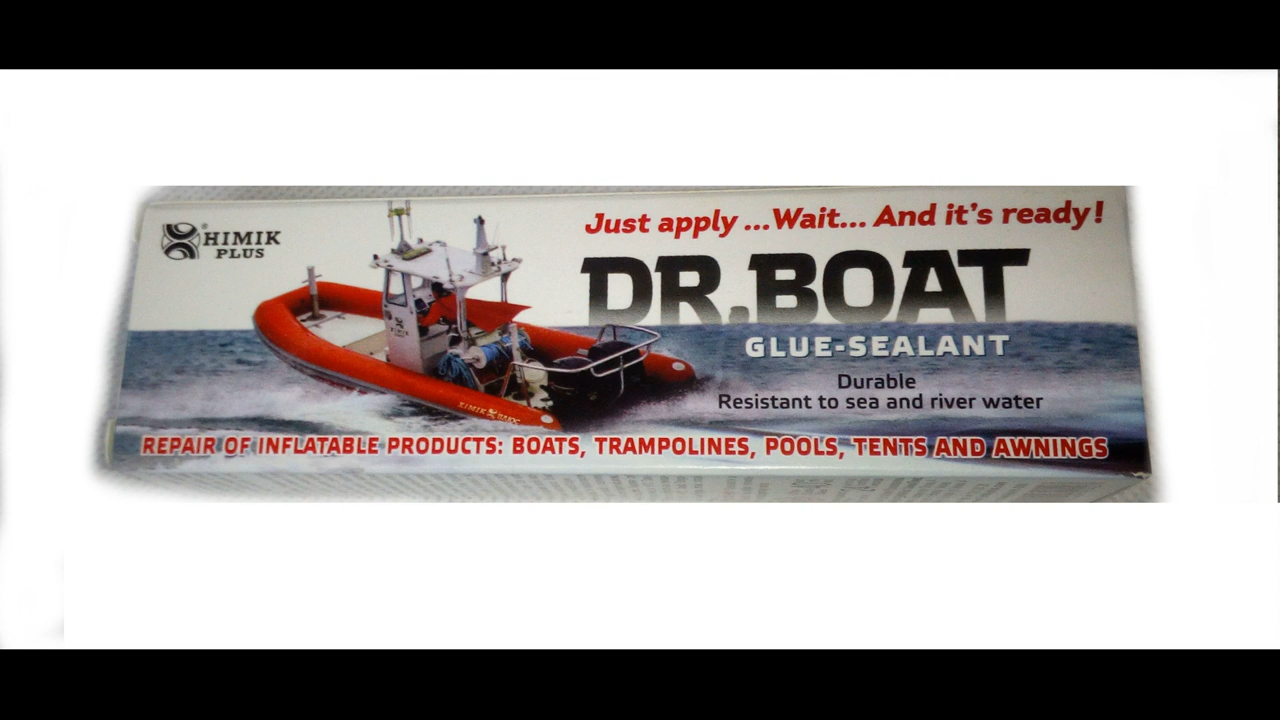 HIMIK
PLUS
Just apply ...Wait... And it's ready!
DR.BOAT
GLUE-SEALANT
Durable
Resistant to sea and river water
REPAIR OF INFLATABLE PRODUCTS: BOATS, TRAMPOLINES, POOLS, TENTS AND AWNINGS